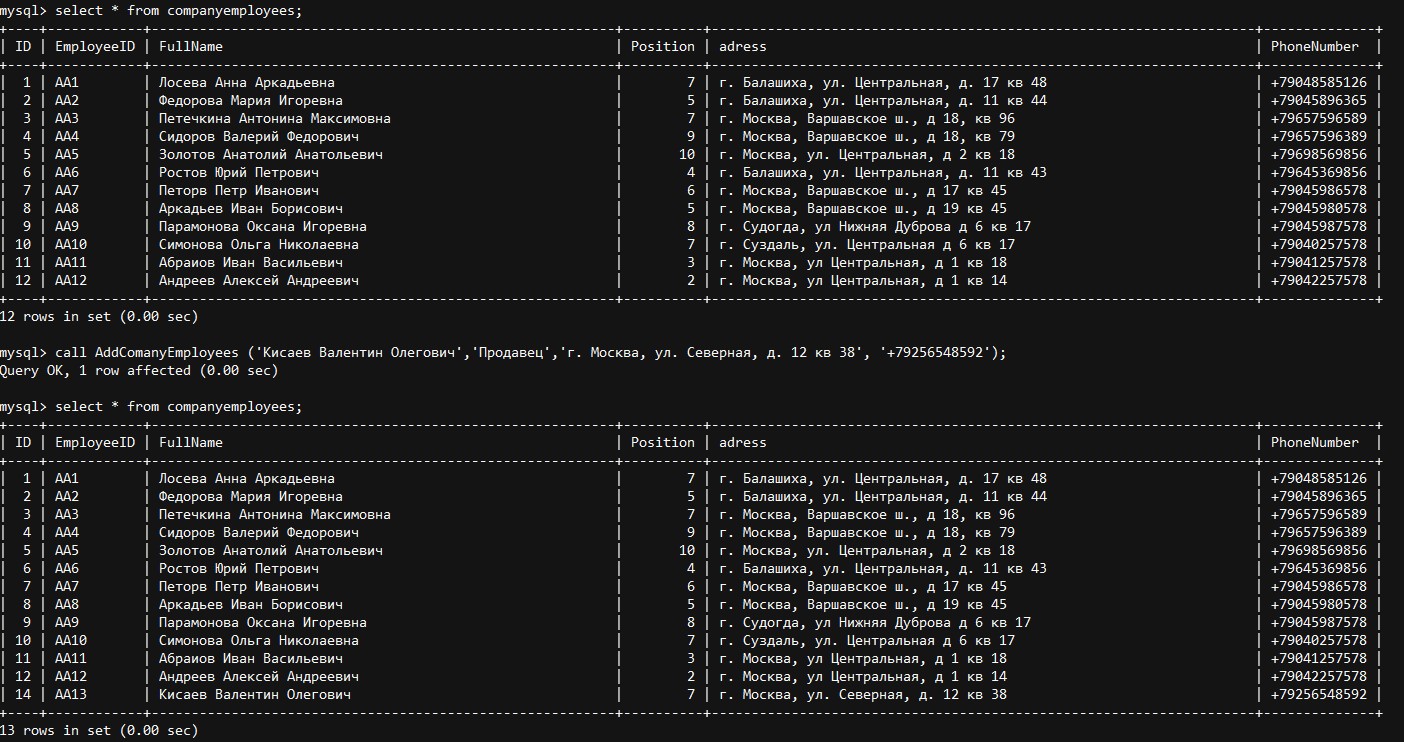 mysql> select * from companyemployees;
| ID | EmployeeID | FullName | Position | adress | PhoneNumber |
| 1 | AA1 | Лосева Анна Аркадьевна | 7 | г. Балашиха, ул. Центральная, д. 17 кв 48 | +79048585126 |
| 2 | AA2 | Федорова Мария Игоревна | 5 | г. Балашиха, ул. Центральная, д. 11 кв 44 | +79045896365 |
| 3 | AA3 | Петечкина Антонина Максимовна | 7 | г. Москва, Варшавское ш., д 18, кв 96 | +79657596589 |
| 4 | AA4 | Сидоров Валерий Федорович | 9 | г. Москва, Варшавское ш., д 18, кв 79 | +79657596389 |
| 5 | AA5 | Золотов Анатолий Анатольевич | 10 | г. Москва, ул. Центральная, д 2 кв 18 | +79698569856 |
| 6 | AA6 | Ростов Юрий Петрович | 4 | г. Балашиха, ул. Центральная, д. 11 кв 43 | +79645369856 |
| 7 | AA7 | Петорв Петр Иванович | 6 | г. Москва, Варшавское ш., д 17 кв 45 | +79045986578 |
| 8 | AA8 | Аркадьев Иван Борисович | 5 | г. Москва, Варшавское ш., д 19 кв 45 | +79045980578 |
| 9 | AA9 | Парамонова Оксана Игоревна | 8 | г. Судогда, ул Нижняя Дуброва д 6 кв 17 | +79045987578 |
| 10 | AA10 | Симонова Ольга Николаевна | 7 | г. Суздаль, ул. Центральная д 6 кв 17 | +79040257578 |
| 11 | AA11 | Абраиов Иван Васильевич | 3 | г. Москва, ул Центральная, д 1 кв 18 | +79041257578 |
| 12 | AA12 | Андреев Алексей Андреевич | 2 | г. Москва, ул Центральная, д 1 кв 14 | +79042257578 |
12 rows in set (0.00 sec)
mysql> call AddComanyEmployees ('Кисаев Валентин Олегович','Продавец','г. Москва, ул. Северная, д. 12 кв 38', '+79256548592');
Query OK, 1 row affected (0.00 sec)
mysql> select * from companyemployees;
| ID | EmployeeID | FullName | Position | adress | PhoneNumber |
| 1 | AA1 | Лосева Анна Аркадьевна | 7 | г. Балашиха, ул. Центральная, д. 17 кв 48 | +79048585126 |
| 2 | AA2 | Федорова Мария Игоревна | 5 | г. Балашиха, ул. Центральная, д. 11 кв 44 | +79045896365 |
| 3 | AA3 | Петечкина Антонина Максимовна | 7 | г. Москва, Варшавское ш., д 18, кв 96 | +79657596589 |
| 4 | AA4 | Сидоров Валерий Федорович | 9 | г. Москва, Варшавское ш., д 18, кв 79 | +79657596389 |
| 5 | AA5 | Золотов Анатолий Анатольевич | 10 | г. Москва, ул. Центральная, д 2 кв 18 | +79698569856 |
| 6 | AA6 | Ростов Юрий Петрович | 4 | г. Балашиха, ул. Центральная, д. 11 кв 43 | +79645369856 |
| 7 | AA7 | Петорв Петр Иванович | 6 | г. Москва, Варшавское ш., д 17 кв 45 | +79045986578 |
| 8 | AA8 | Аркадьев Иван Борисович | 5 | г. Москва, Варшавское ш., д 19 кв 45 | +79045980578 |
| 9 | AA9 | Парамонова Оксана Игоревна | 8 | г. Судогда, ул Нижняя Дуброва д 6 кв 17 | +79045987578 |
| 10 | AA10 | Симонова Ольга Николаевна | 7 | г. Суздаль, ул. Центральная д 6 кв 17 | +79040257578 |
| 11 | AA11 | Абраиов Иван Васильевич | 3 | г. Москва, ул Центральная, д 1 кв 18 | +79041257578 |
| 12 | AA12 | Андреев Алексей Андреевич | 2 | г. Москва, ул Центральная, д 1 кв 14 | +79042257578 |
| 14 | AA13 | Кисаев Валентин Олегович | 7 | г. Москва, ул. Северная, д. 12 кв 38 | +79256548592 |
13 rows in set (0.00 sec)